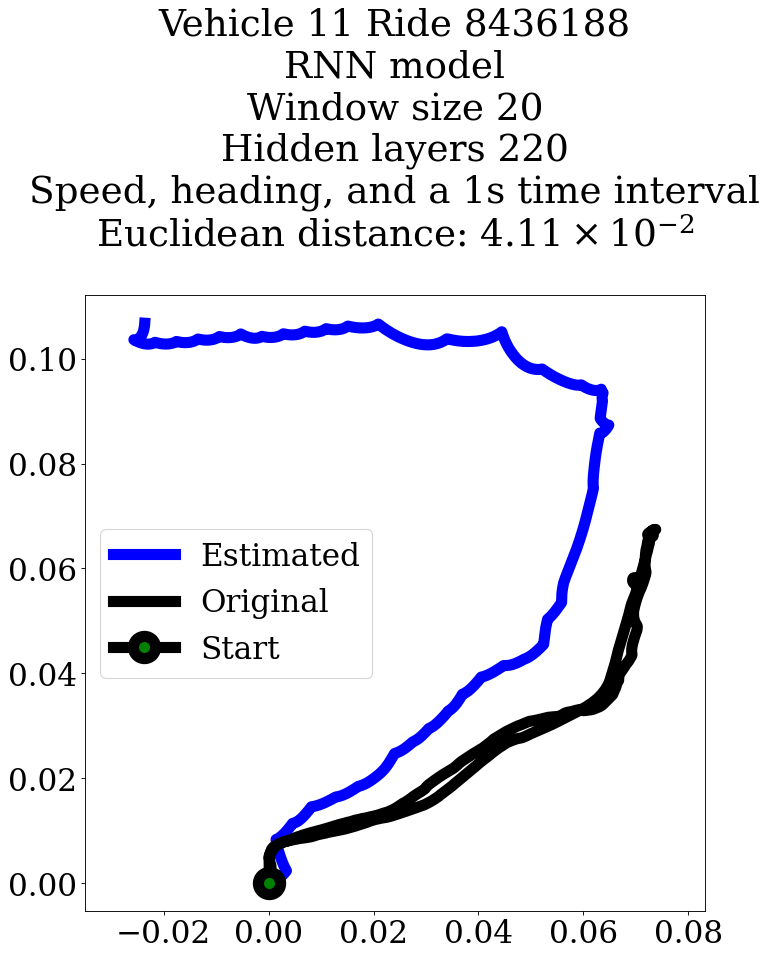 Vehicle 11 Ride 8436188
RNN model
Window size 20
Hidden layers 220
Speed, heading, and a 1s time interval
Euclidean distance: 4.11 × 10⁻²
0.10
0.08
0.06
0.04
0.02
0.00
Estimated
Original
Start
−0.02 0.00 0.02 0.04 0.06 0.08